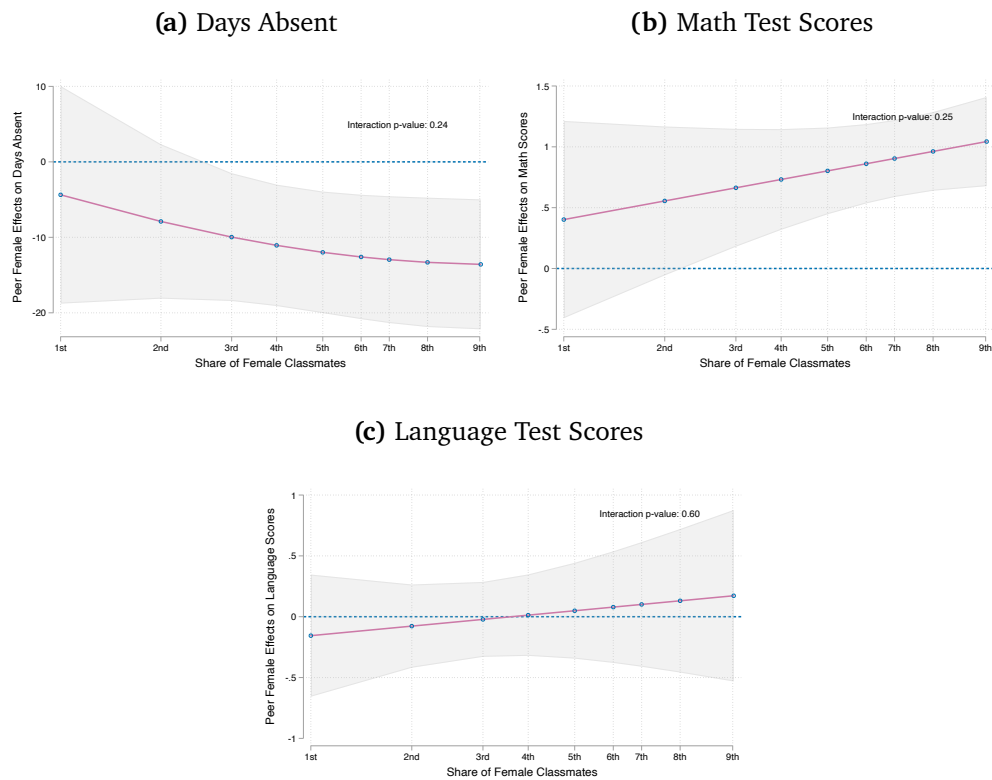 (a) Days Absent
Peer Female Effects on Days Absent
10
0
-10
-20
Interaction p-value: 0.24
1st 2nd 3rd 4th 5th 6th 7th 8th 9th
Share of Female Classmates
(b) Math Test Scores
Peer Female Effects on Math Scores
1.5
1
.5
0
-.5
Interaction p-value: 0.25
1st 2nd 3rd 4th 5th 6th 7th 8th 9th
Share of Female Classmates
(c) Language Test Scores
Peer Female Effects on Language Scores
1
.5
0
-.5
-1
Interaction p-value: 0.60
1st 2nd 3rd 4th 5th 6th 7th 8th 9th
Share of Female Classmates